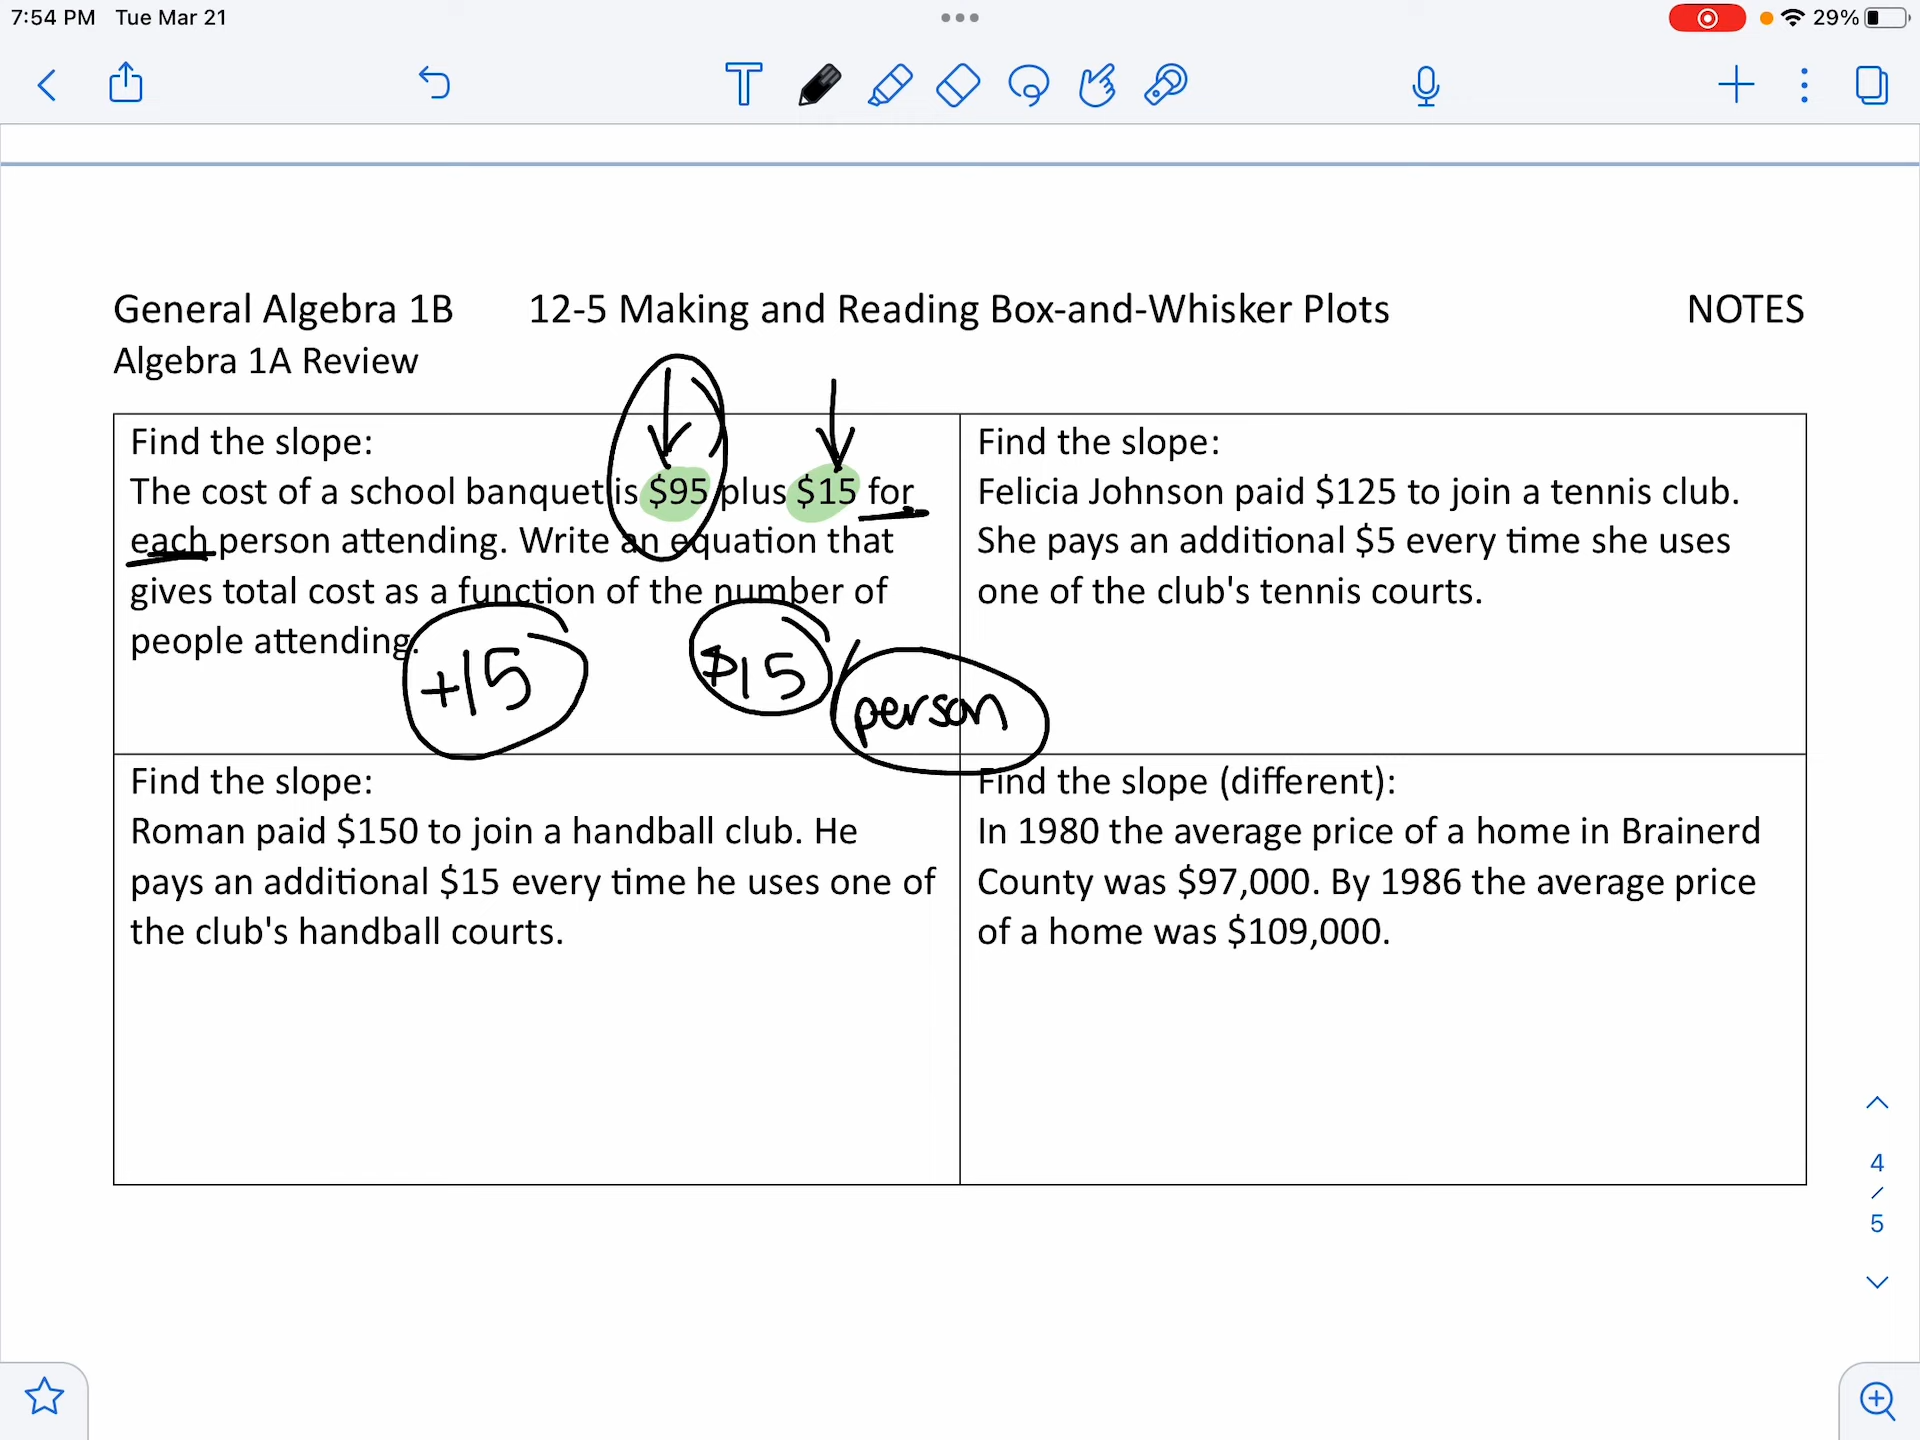 7:54 PM Tue Mar 21
29%
General Algebra 1B 12-5 Making and Reading Box-and-Whisker Plots NOTES
Algebra 1A Review
Find the slope:
The cost of a school banquet is $95 plus $15 for
each person attending. Write an equation that
gives total cost as a function of the number of
people attending.
+15 $15/person
Find the slope:
Felicia Johnson paid $125 to join a tennis club.
She pays an additional $5 every time she uses
one of the club's tennis courts.
Find the slope:
Roman paid $150 to join a handball club. He
pays an additional $15 every time he uses one of
the club's handball courts.
Find the slope (different):
In 1980 the average price of a home in Brainerd
County was $97,000. By 1986 the average price
of a home was $109,000.
4
/
5